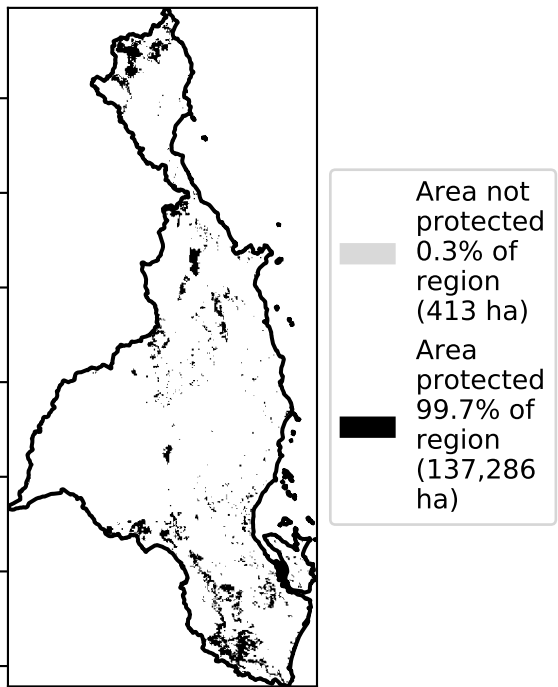 Area not
protected
0.3% of
region
(413 ha)
Area
protected
99.7% of
region
(137,286
ha)